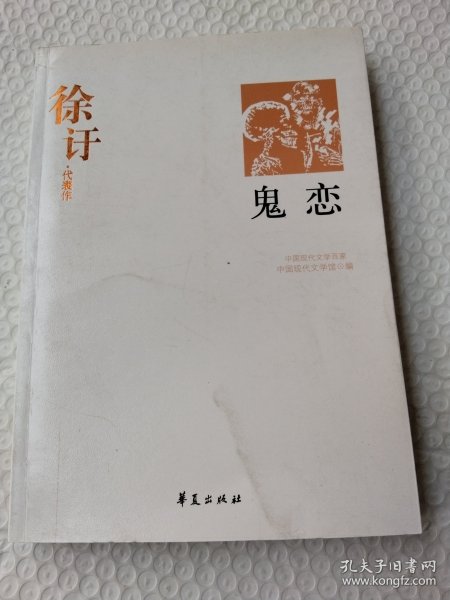 徐訏
·代表作
鬼恋
中国现代文学百家
中国现代文学馆◎编
华夏出版社
孔夫子旧书网
www.kongfz.com